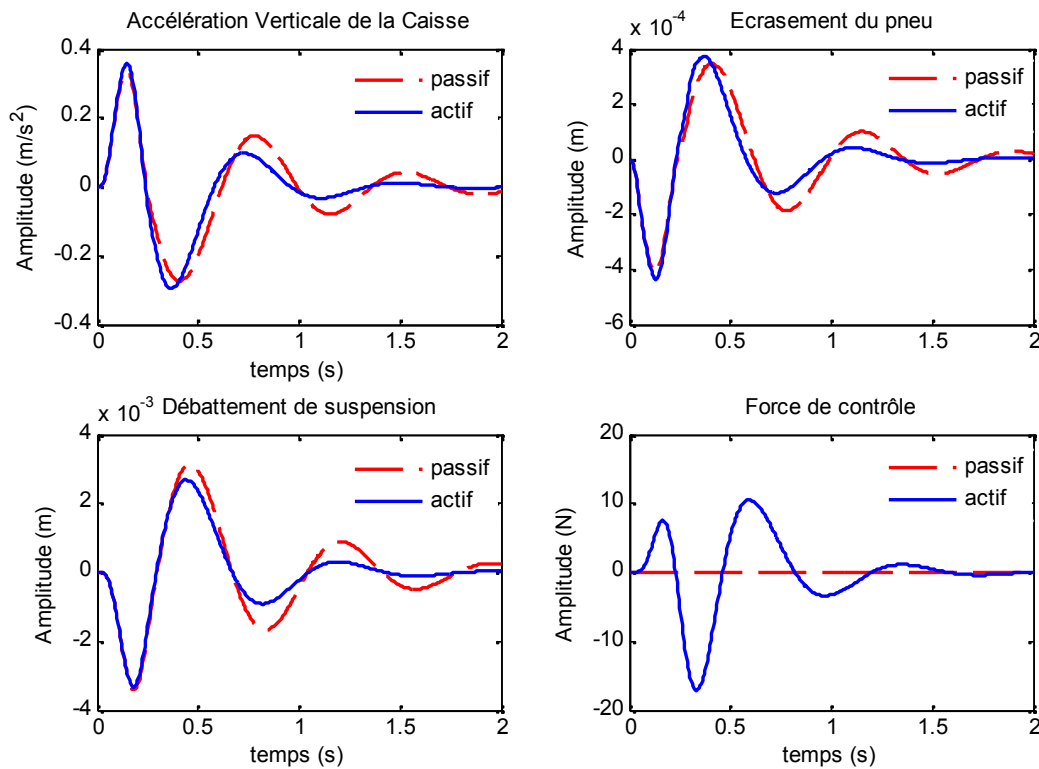 Accélération Verticale de la Caisse
0.4
0.2
0
-0.2
-0.4
Amplitude (m/s2)
passif
actif
0 0.5 1 1.5 2
temps (s)
Ecrasement du pneu
x 10-4
4
2
0
-2
-4
-6
Amplitude (m)
passif
actif
0 0.5 1 1.5 2
x 10-3 Débattement de suspension
4
2
0
-2
-4
Amplitude (m)
passif
actif
0 0.5 1 1.5 2
temps (s)
Force de contrôle
20
10
0
-10
-20
Amplitude (N)
passif
actif
0 0.5 1 1.5 2
temps (s)